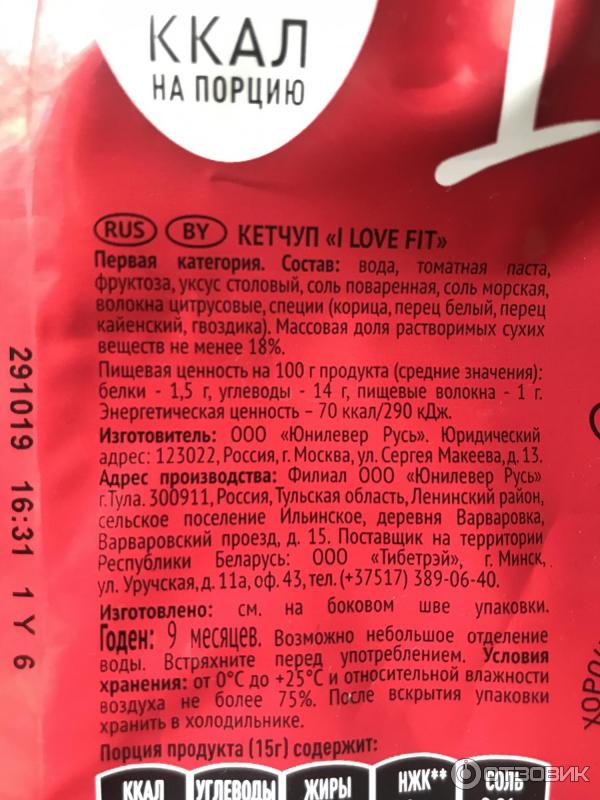 ККАЛ
НА ПОРЦИЮ
RUS BY КЕТЧУП «I LOVE FIT»
Первая категория. Состав: вода, томатная паста,
фруктоза, уксус столовый, соль поваренная, соль морская,
волокна цитрусовые, специи (корица, перец белый, перец
кайенский, гвоздика). Массовая доля растворимых сухих
веществ не менее 18%.
Пищевая ценность на 100 г продукта (средние значения):
белки - 1,5 г, углеводы - 14 г, пищевые волокна - 1 г.
Энергетическая ценность – 70 ккал/290 кДж.
Изготовитель: ООО «Юнилевер Русь». Юридический
адрес: 123022, Россия, г. Москва, ул. Сергея Макеева, д. 13.
Адрес производства: Филиал ООО «Юнилевер Русь»
г.Тула. 300911, Россия, Тульская область, Ленинский район,
сельское поселение Ильинское, деревня Варваровка,
Варваровский проезд, д. 15. Поставщик на территории
Республики Беларусь: ООО «Тибетрэй», г. Минск,
ул. Уручская, д. 11а, оф. 43, тел. (+37517) 389-06-40.
Изготовлено: см. на боковом шве упаковки.
Годен: 9 месяцев. Возможно небольшое отделение
воды. Встряхните перед употреблением. Условия
хранения: от 0°С до +25°С и относительной влажности
воздуха не более 75%. После вскрытия упаковки
хранить в холодильнике.
Порция продукта (15г) содержит:
ККАЛ УГЛЕВОДЫ ЖИРЫ НЖК** СОЛЬ
291019 16:31 1 Y 6
ОТЗОВИК